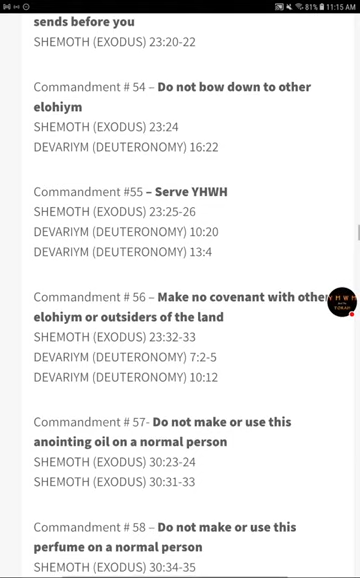 81% 11:15 AM
sends before you
SHEMOTH (EXODUS) 23:20-22
Commandment # 54 – Do not bow down to other
elohiym
SHEMOTH (EXODUS) 23:24
DEVARIYM (DEUTERONOMY) 16:22
Commandment #55 – Serve YHWH
SHEMOTH (EXODUS) 23:25-26
DEVARIYM (DEUTERONOMY) 10:20
DEVARIYM (DEUTERONOMY) 13:4
Commandment # 56 – Make no covenant with other
elohiym or outsiders of the land
SHEMOTH (EXODUS) 23:32-33
DEVARIYM (DEUTERONOMY) 7:2-5
DEVARIYM (DEUTERONOMY) 10:12
Commandment # 57- Do not make or use this
anointing oil on a normal person
SHEMOTH (EXODUS) 30:23-24
SHEMOTH (EXODUS) 30:31-33
Commandment # 58 – Do not make or use this
perfume on a normal person
SHEMOTH (EXODUS) 30:34-35